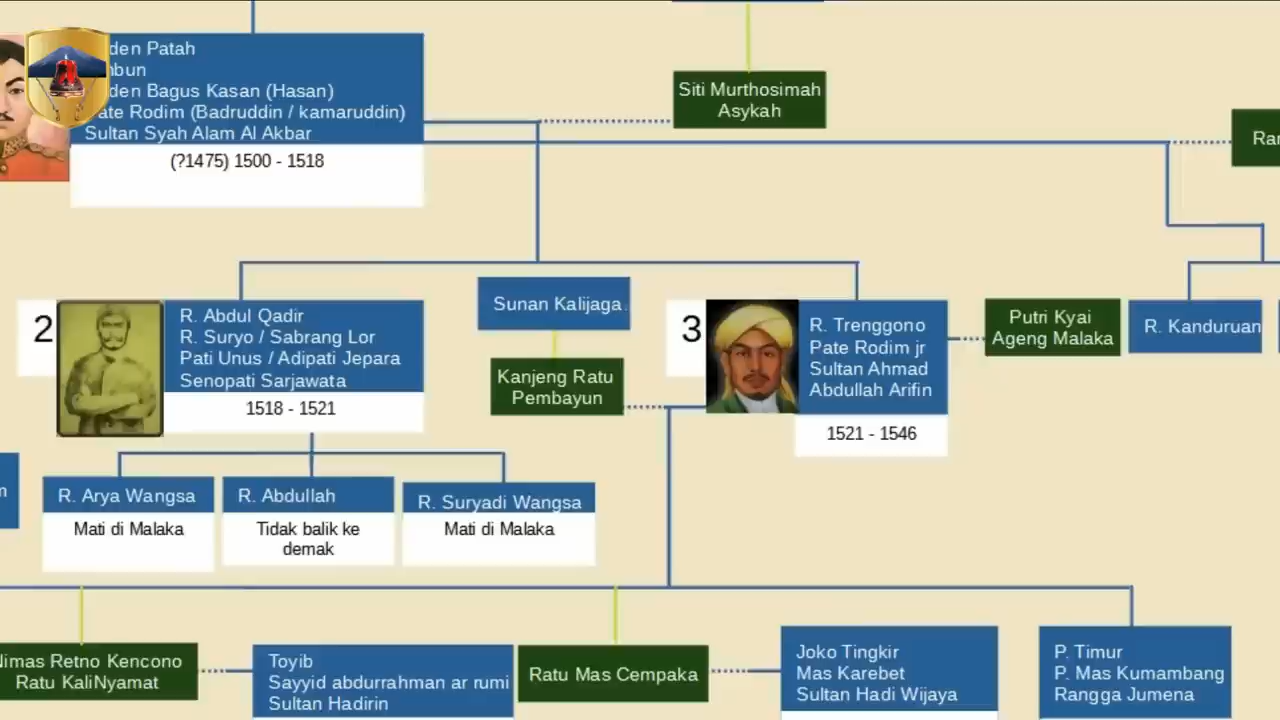 den Patah
bun
den Bagus Kasan (Hasan)
ate Rodim (Badruddin / kamaruddin)
Sultan Syah Alam Al Akbar
(?1475) 1500 - 1518
Siti Murthosimah
Asykah
Ran
2
R. Abdul Qadir
R. Suryo / Sabrang Lor
Pati Unus / Adipati Jepara
Senopati Sarjawata
1518 - 1521
Sunan Kalijaga
Kanjeng Ratu
Pembayun
3
R. Trenggono
Pate Rodim jr
Sultan Ahmad
Abdullah Arifin
1521 - 1546
Putri Kyai
Ageng Malaka
R. Kanduruan
R. Arya Wangsa
Mati di Malaka
R. Abdullah
Tidak balik ke
demak
R. Suryadi Wangsa
Mati di Malaka
Nimas Retno Kencono
Ratu KaliNyamat
Toyib
Sayyid abdurrahman ar rumi
Sultan Hadirin
Ratu Mas Cempaka
Joko Tingkir
Mas Karebet
Sultan Hadi Wijaya
P. Timur
P. Mas Kumambang
Rangga Jumena